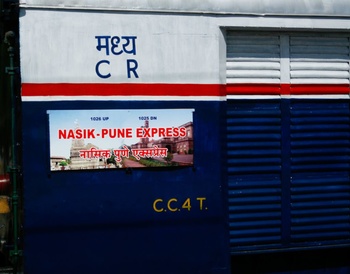 मध्य
C R
1026 UP 1025 DN
NASIK-PUNE EXPRESS
नासिक पुणे एक्सप्रेस
C.C.4 T.